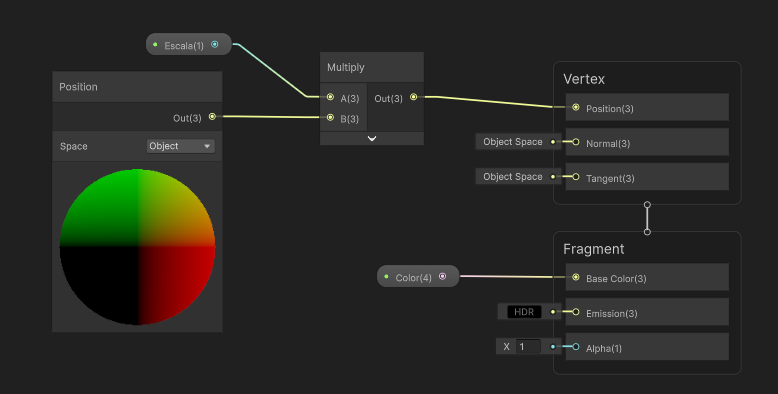 Escala(1)
Position
Out(3)
Space Object
Multiply
A(3) Out(3)
B(3)
Vertex
Position(3)
Object Space Normal(3)
Object Space Tangent(3)
Fragment
Color(4) Base Color(3)
HDR Emission(3)
X 1 Alpha(1)